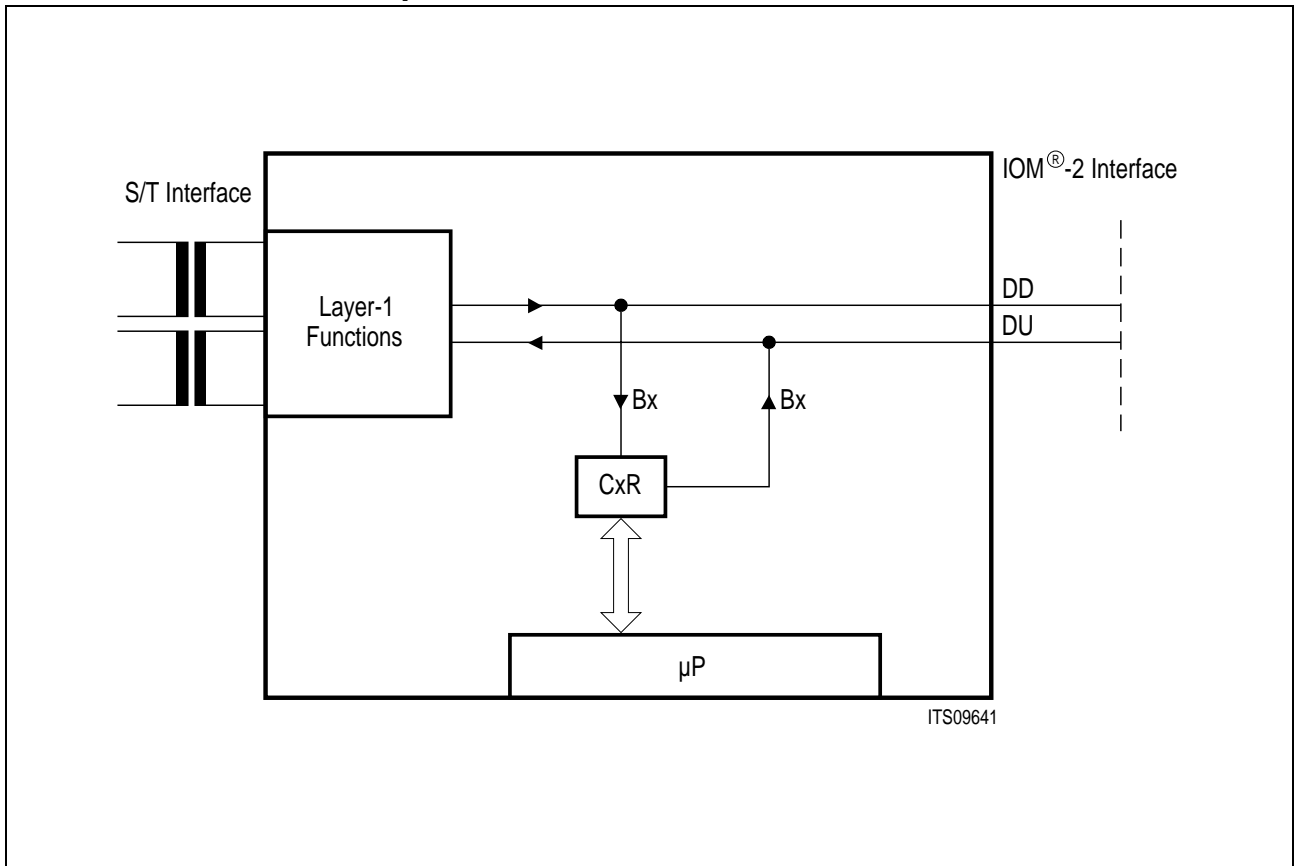 IOM®-2 Interface
S/T Interface
Layer-1
Functions
DD
DU
Bx
Bx
CxR
µP
ITS09641